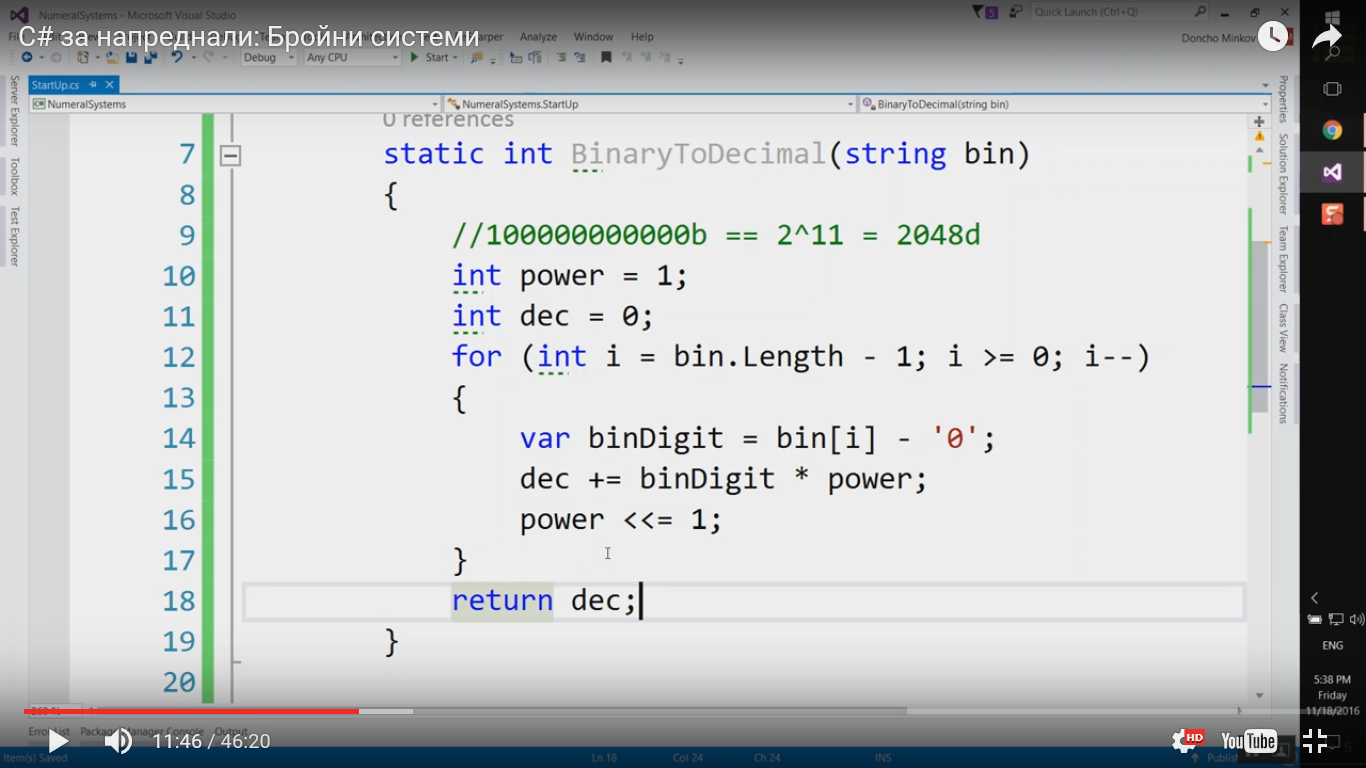 NumeralSystems - Microsoft Visual Studio
5
Quick Launch (Ctrl+Q)
C# за напреднали: Бройни системи
Analyze Window Help
Doncho Minkov
Debug Any CPU Start
StartUp.cs
NumeralSystems NumeralSystems.StartUp BinaryToDecimal(string bin)
Server Explorer
Toolbox
Test Explorer
Properties
Solution Explorer
Team Explorer
Class View
Notifications
0 references
7 static int BinaryToDecimal(string bin)
8 {
9 //100000000000b == 2^11 = 2048d
10 int power = 1;
11 int dec = 0;
12 for (int i = bin.Length - 1; i >= 0; i--)
13 {
14 var binDigit = bin[i] - '0';
15 dec += binDigit * power;
16 power <<= 1;
17 }
18 return dec;
19 }
20
Error List Package Manager Console Output
11:46 / 46:20
HD
YouTube
Item(s) Saved Ln 18 Col 24 Ch 24 INS Publish
ENG
5:38 PM
Friday
11/18/2016